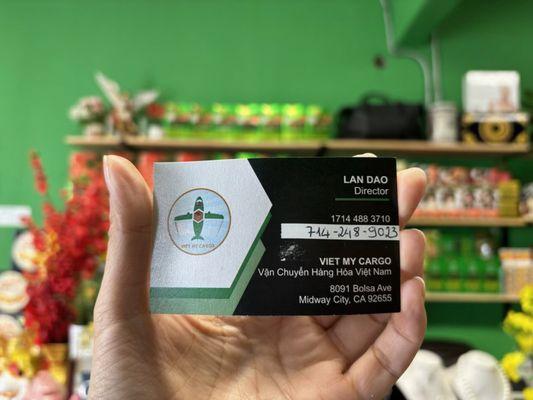 VIET MY CARGO
LAN DAO
Director
1714 488 3710
714-248-9023
VIET MY CARGO
Vận Chuyển Hàng Hóa Việt Nam
8091 Bolsa Ave
Midway City, CA 92655